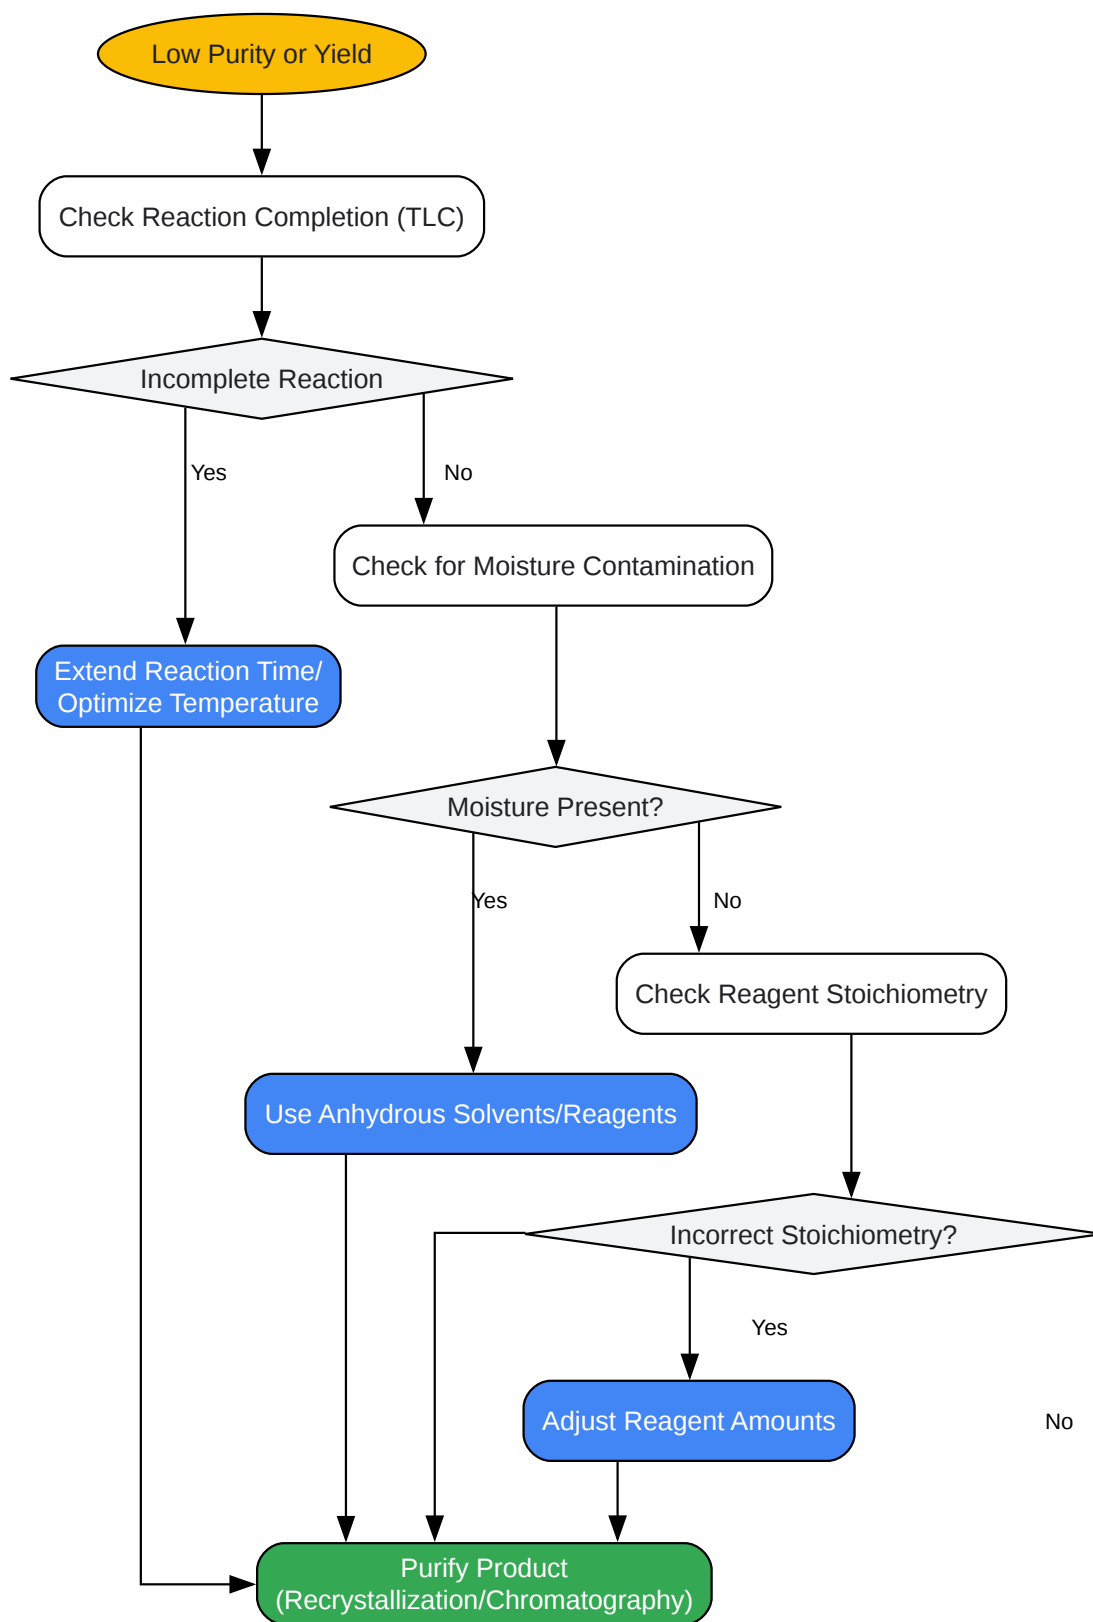 Low Purity or Yield
Check Reaction Completion (TLC)
Incomplete Reaction
Yes
No
Check for Moisture Contamination
Extend Reaction Time/
Optimize Temperature
Moisture Present?
Yes
No
Check Reagent Stoichiometry
Use Anhydrous Solvents/Reagents
Incorrect Stoichiometry?
Yes
Adjust Reagent Amounts
No
Purify Product
(Recrystallization/Chromatography)